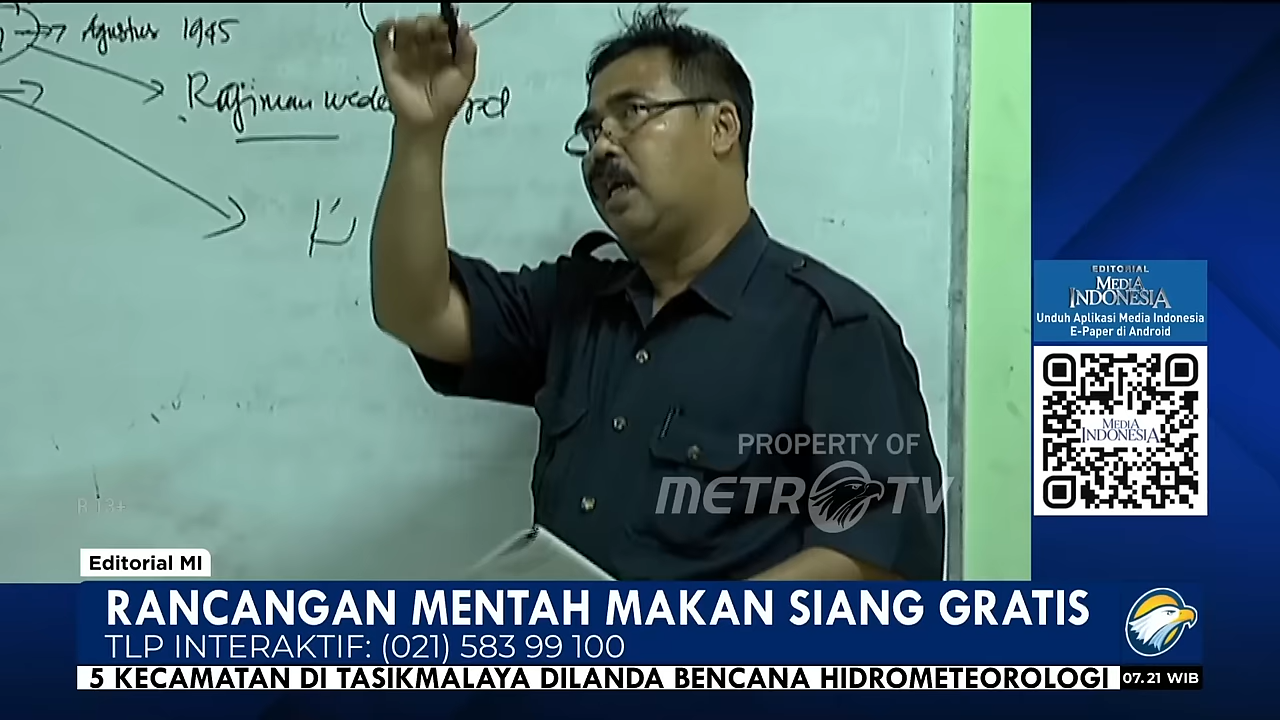 Agustus 1945
Rajiman
EDITORIAL
MEDIA
INDONESIA
Unduh Aplikasi Media Indonesia
E-Paper di Android
MEDIA
INDONESIA
PROPERTY OF
METRO TV
R 13+
Editorial MI
RANCANGAN MENTAH MAKAN SIANG GRATIS
TLP INTERAKTIF: (021) 583 99 100
5 KECAMATAN DI TASIKMALAYA DILANDA BENCANA HIDROMETEOROLOGI
07.21 WIB